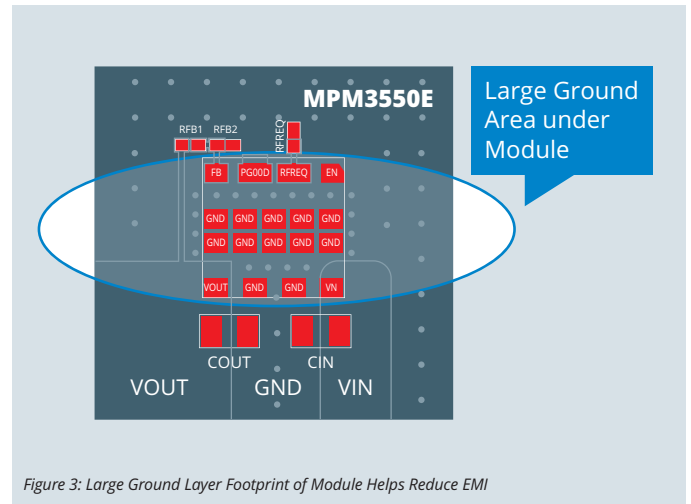 MPM3550E
Large Ground
Area under
Module
RFB1 RFB2
RFREQ
FB PG00D RFREQ EN
GND GND GND GND GND
GND GND GND GND GND
VOUT GND GND VN
COUT CIN
VOUT GND VIN
Figure 3: Large Ground Layer Footprint of Module Helps Reduce EMI